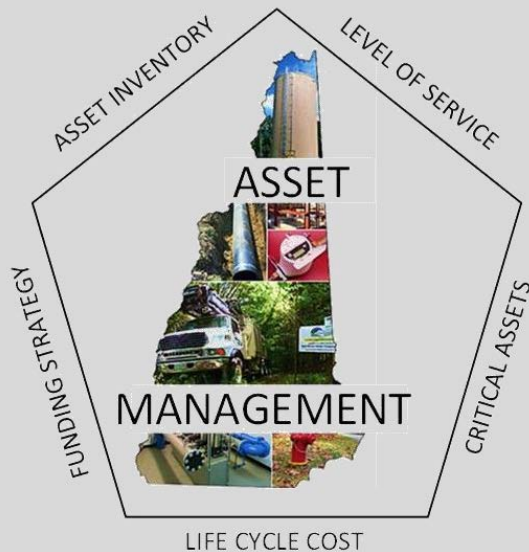 ASSET INVENTORY
LEVEL OF SERVICE
ASSET
FUNDING STRATEGY
CRITICAL ASSETS
MANAGEMENT
LIFE CYCLE COST